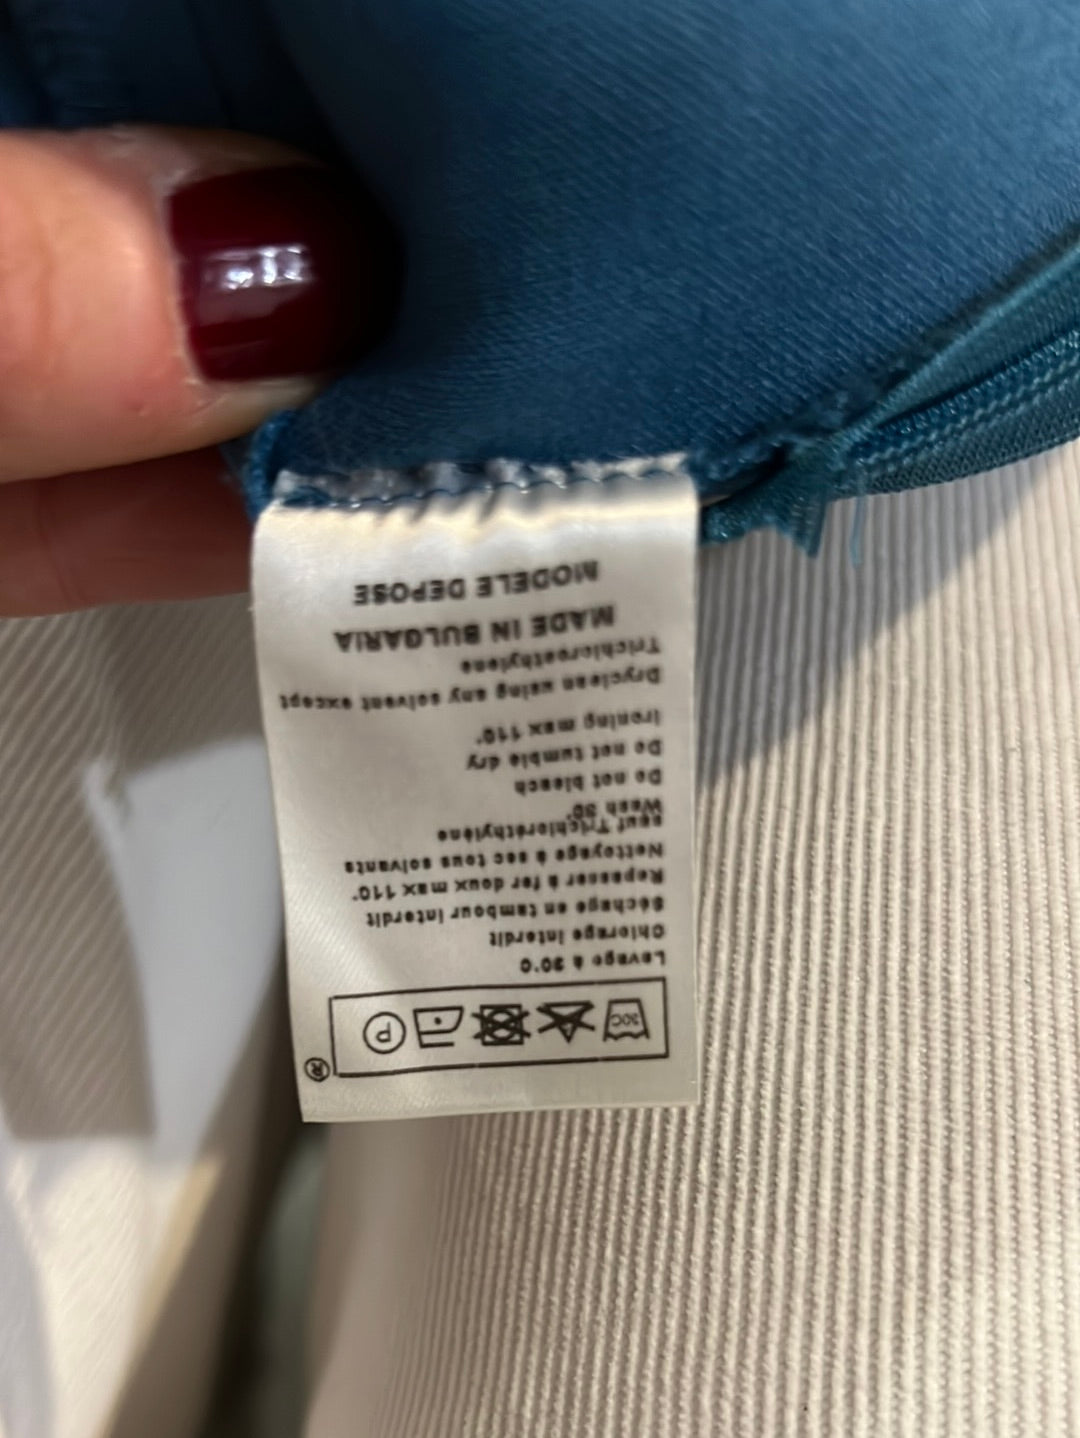 ®
30C P
Lavage à 30°C
Chlorage interdit
Séchage en tambour interdit
Repasser à fer doux max 110°
Nettoyage à sec tous solvants
sauf Trichloréthylène
Wash 30°
Do not bleach
Do not tumble dry
Ironing max 110°
Dryclean using any solvent except
Trichloroethylene
MADE IN BULGARIA
MODELE DEPOSE